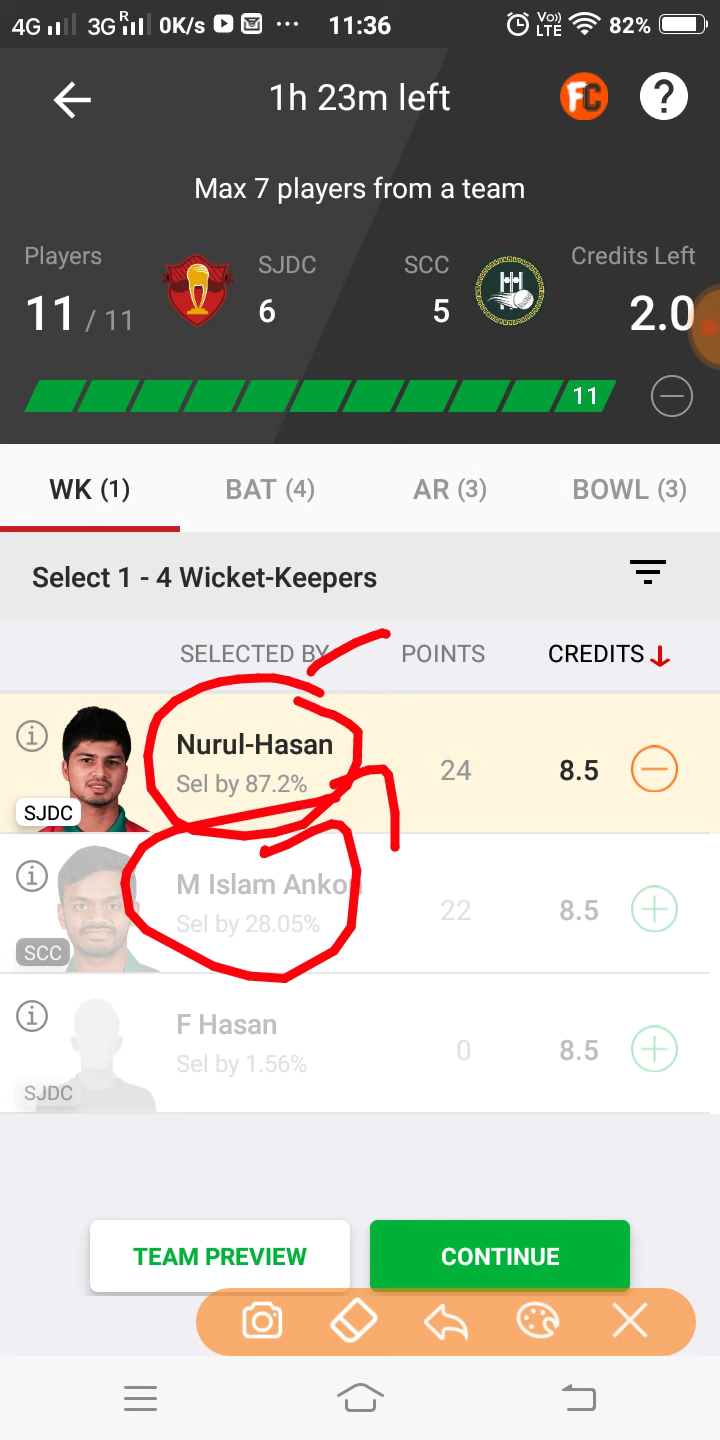 4G 3G R 0K/s ... 11:36 Vo)) LTE 82%
1h 23m left FC ?
Max 7 players from a team
Players SJDC SCC Credits Left
11 / 11 6 5 2.0
11
WK (1) BAT (4) AR (3) BOWL (3)
Select 1 - 4 Wicket-Keepers
SELECTED BY POINTS CREDITS
Nurul-Hasan
Sel by 87.2% 24 8.5
SJDC
M Islam Ankon
Sel by 28.05% 22 8.5
SCC
F Hasan
Sel by 1.56% 0 8.5
SJDC
TEAM PREVIEW CONTINUE